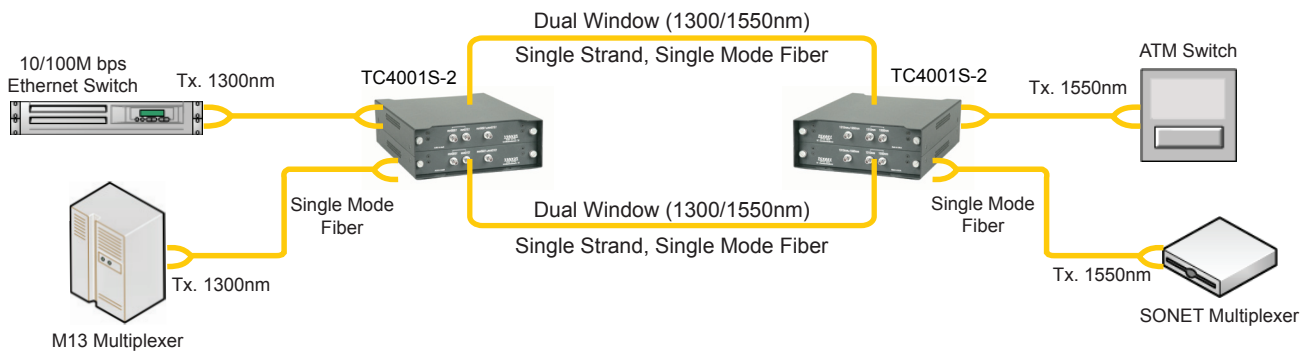 Dual Window (1300/1550nm)
Single Strand, Single Mode Fiber
10/100M bps
Ethernet Switch
Tx. 1300nm
TC4001S-2
TC4001S-2
ATM Switch
Tx. 1550nm
Single Mode
Fiber
Dual Window (1300/1550nm)
Single Strand, Single Mode Fiber
Single Mode
Fiber
Tx. 1300nm
M13 Multiplexer
Tx. 1550nm
SONET Multiplexer